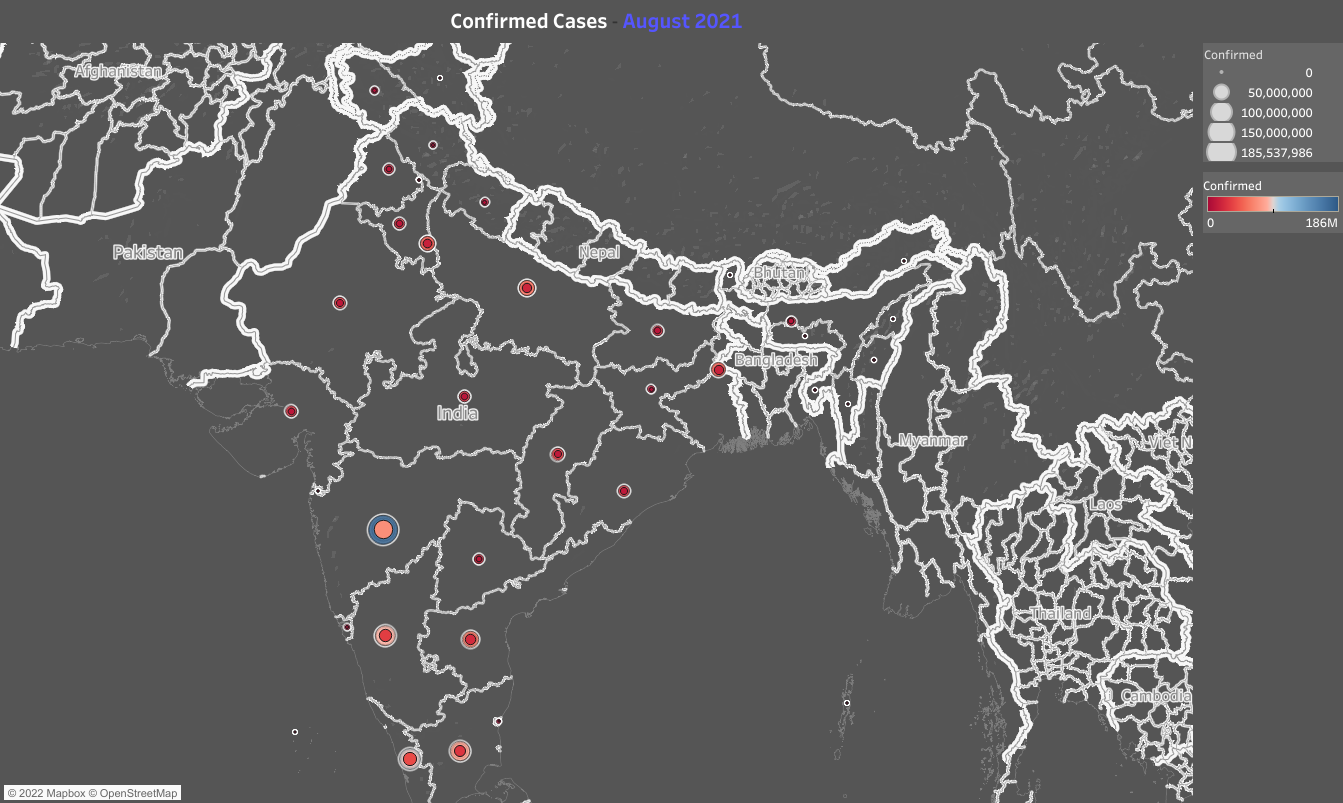 Confirmed Cases - August 2021
Confirmed
0
50,000,000
100,000,000
150,000,000
185,537,986
Confirmed
0 186M
Afghanistan
Pakistan
Nepal
Bhutan
Bangladesh
India
Myanmar
Viet N
Laos
Thailand
Cambodia
© 2022 Mapbox © OpenStreetMap